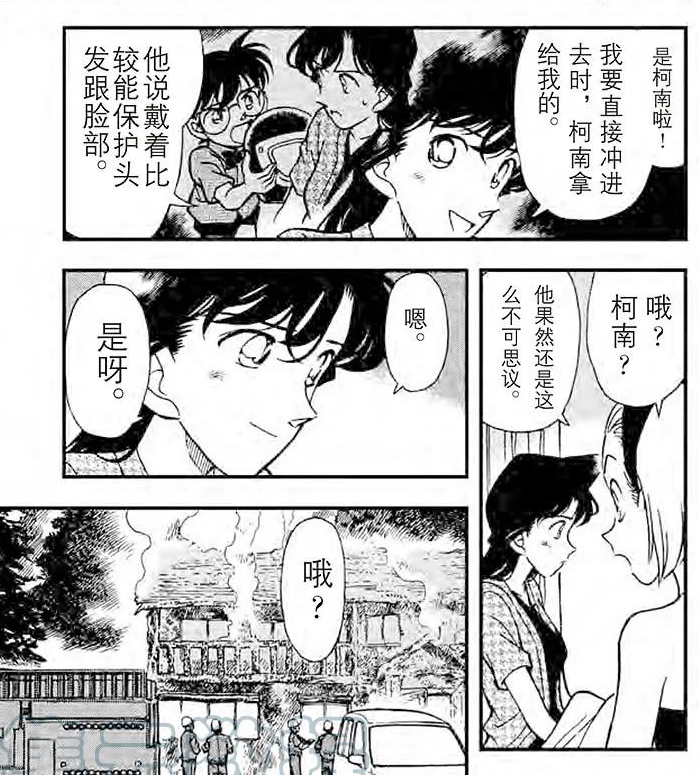 是柯南啦！
我要直接冲进
去时，柯南拿
给我的。
他说戴着比
较能保护头
发跟脸部。
哦？
柯南？
他果然还是这
么不可思议。
嗯。
是呀。
哦？